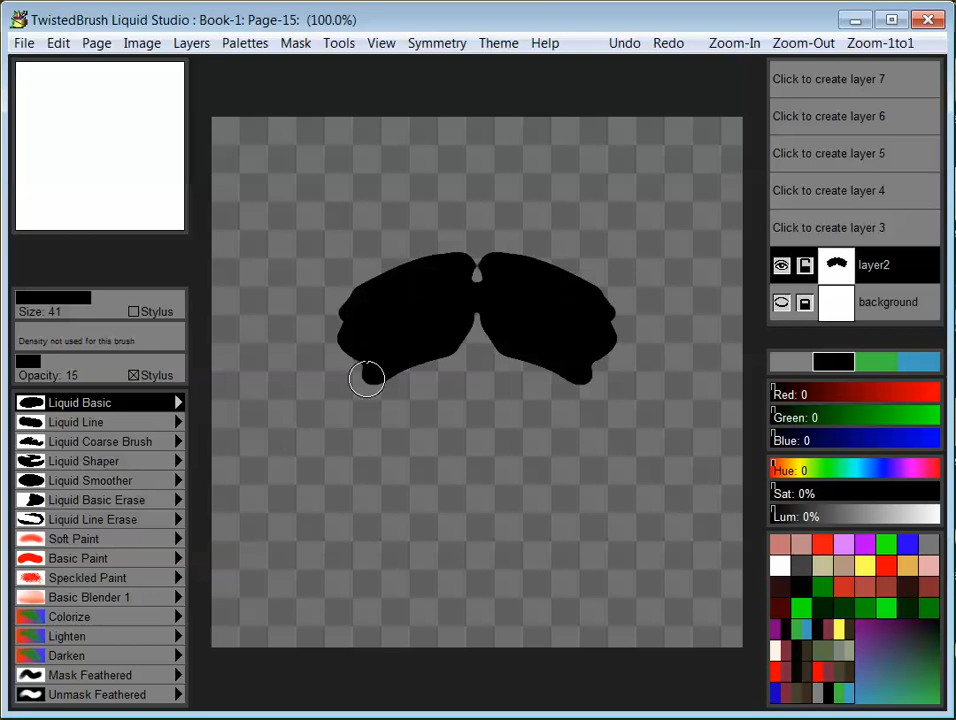 TwistedBrush Liquid Studio : Book-1: Page-15:  (100.0%)
File Edit Page Image Layers Palettes Mask Tools View Symmetry Theme Help Undo Redo Zoom-In Zoom-Out Zoom-1to1
Size: 41 Stylus
Density not used for this brush
Opacity: 15 Stylus
Liquid Basic
Liquid Line
Liquid Coarse Brush
Liquid Shaper
Liquid Smoother
Liquid Basic Erase
Liquid Line Erase
Soft Paint
Basic Paint
Speckled Paint
Basic Blender 1
Colorize
Lighten
Darken
Mask Feathered
Unmask Feathered
Click to create layer 7
Click to create layer 6
Click to create layer 5
Click to create layer 4
Click to create layer 3
layer2
background
Red: 0
Green: 0
Blue: 0
Hue: 0
Sat: 0%
Lum: 0%